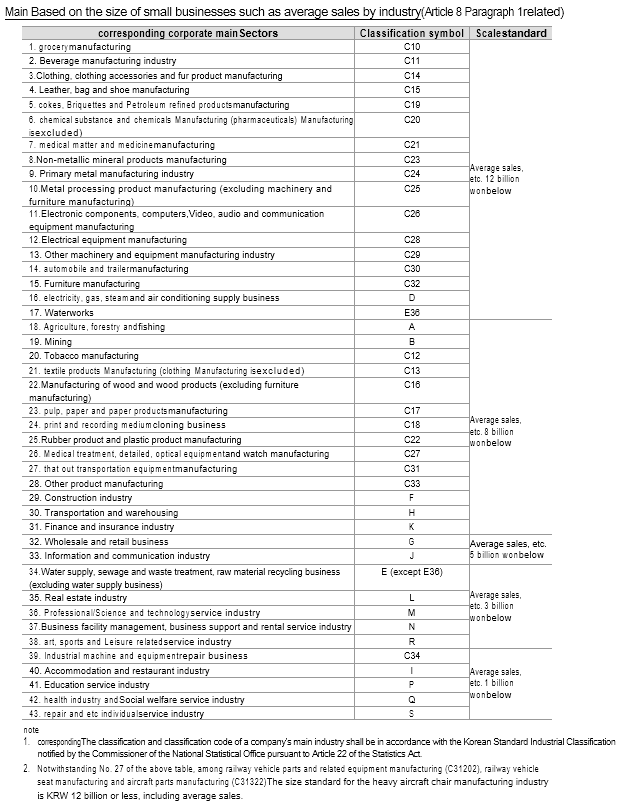 Main Based on the size of small businesses such as average sales by industry(Article 8 Paragraph 1related)
corresponding corporate main Sectors Classification symbol Scalestandard
1. grocerymanufacturing C10
2. Beverage manufacturing industry C11
3.Clothing, clothing accessories and fur product manufacturing C14
4. Leather, bag and shoe manufacturing C15
5. cokes, Briquettes and Petroleum refined productsmanufacturing C19
6. chemical substance and chemicals Manufacturing (pharmaceuticals) Manufacturing C20
isexcluded)
7. medical matter and medicinemanufacturing C21
8.Non-metallic mineral products manufacturing C23
9. Primary metal manufacturing industry C24
Average sales,
etc. 12 billion
wonbelow
10.Metal processing product manufacturing (excluding machinery and C25
furniture manufacturing)
11.Electronic components, computers,Video, audio and communication C26
equipment manufacturing
12.Electrical equipment manufacturing C28
13. Other machinery and equipment manufacturing industry C29
14. automobile and trailermanufacturing C30
15. Furniture manufacturing C32
16. electricity, gas, steamand air conditioning supply business D
17. Waterworks E36
18. Agriculture, forestry andfishing A
19. Mining B
20. Tobacco manufacturing C12
21. textile products Manufacturing (clothing Manufacturing isexcluded) C13
22.Manufacturing of wood and wood products (excluding furniture C16
manufacturing)
23. pulp, paper and paper productsmanufacturing C17
24. print and recording mediumcloning business C18
Average sales,
etc. 8 billion
wonbelow
25.Rubber product and plastic product manufacturing C22
26. Medical treatment, detailed, optical equipmentand watch manufacturing C27
27. that out transportation equipmentmanufacturing C31
28. Other product manufacturing C33
29. Construction industry F
30. Transportation and warehousing H
31. Finance and insurance industry K
32. Wholesale and retail business G
33. Information and communication industry J
Average sales, etc.
5 billion wonbelow
34.Water supply, sewage and waste treatment, raw material recycling business E (except E36)
(excluding water supply business)
35. Real estate industry L
36. Professional/Science and technologyservice industry M
Average sales,
etc. 3 billion
wonbelow
37.Business facility management, business support and rental service industry N
38. art, sports and Leisure relatedservice industry R
39. Industrial machine and equipmentrepair business C34
40. Accommodation and restaurant industry I
41. Education service industry P
Average sales,
etc. 1 billion
wonbelow
42. health industry andSocial welfare service industry Q
43. repair and etc individualservice industry S
note
1. correspondingThe classification and classification code of a company's main industry shall be in accordance with the Korean Standard Industrial Classification
notified by the Commissioner of the National Statistical Office pursuant to Article 22 of the Statistics Act.
2. Notwithstanding No. 27 of the above table, among railway vehicle parts and related equipment manufacturing (C31202), railway vehicle
seat manufacturing and aircraft parts manufacturing (C31322)The size standard for the heavy aircraft chair manufacturing industry
is KRW 12 billion or less, including average sales.